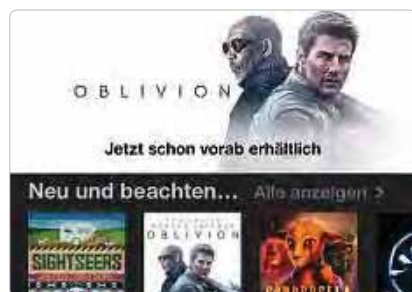 OBLIVION
Jetzt schon vorab erhältlich
Neu und beachten... Alle anzeigen >
SIGHTSEERS
OBLIVION